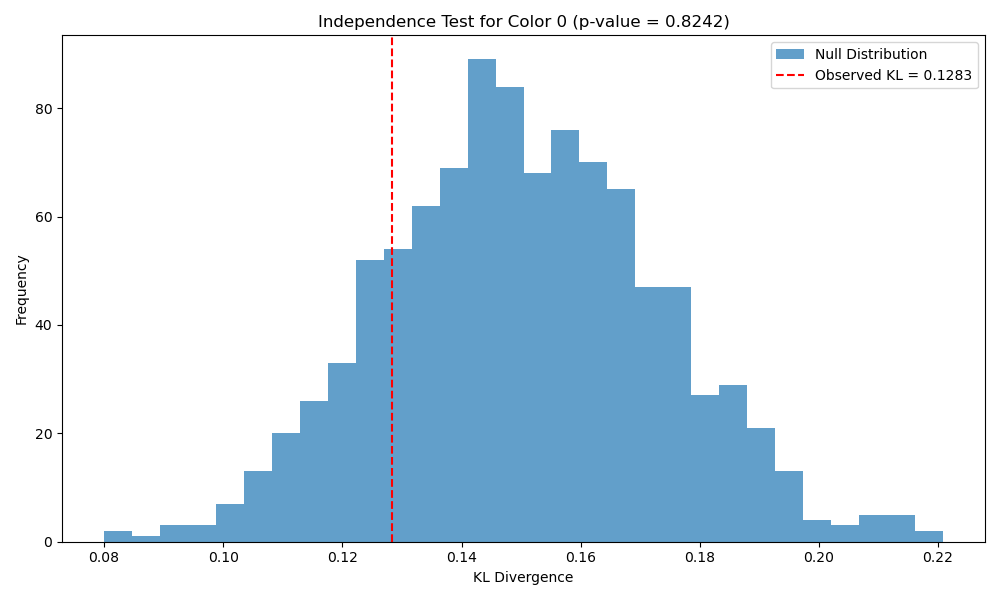 Independence Test for Color 0 (p-value = 0.8242)
Null Distribution
Observed KL = 0.1283
Frequency
80
60
40
20
0
0.08 0.10 0.12 0.14 0.16 0.18 0.20 0.22
KL Divergence